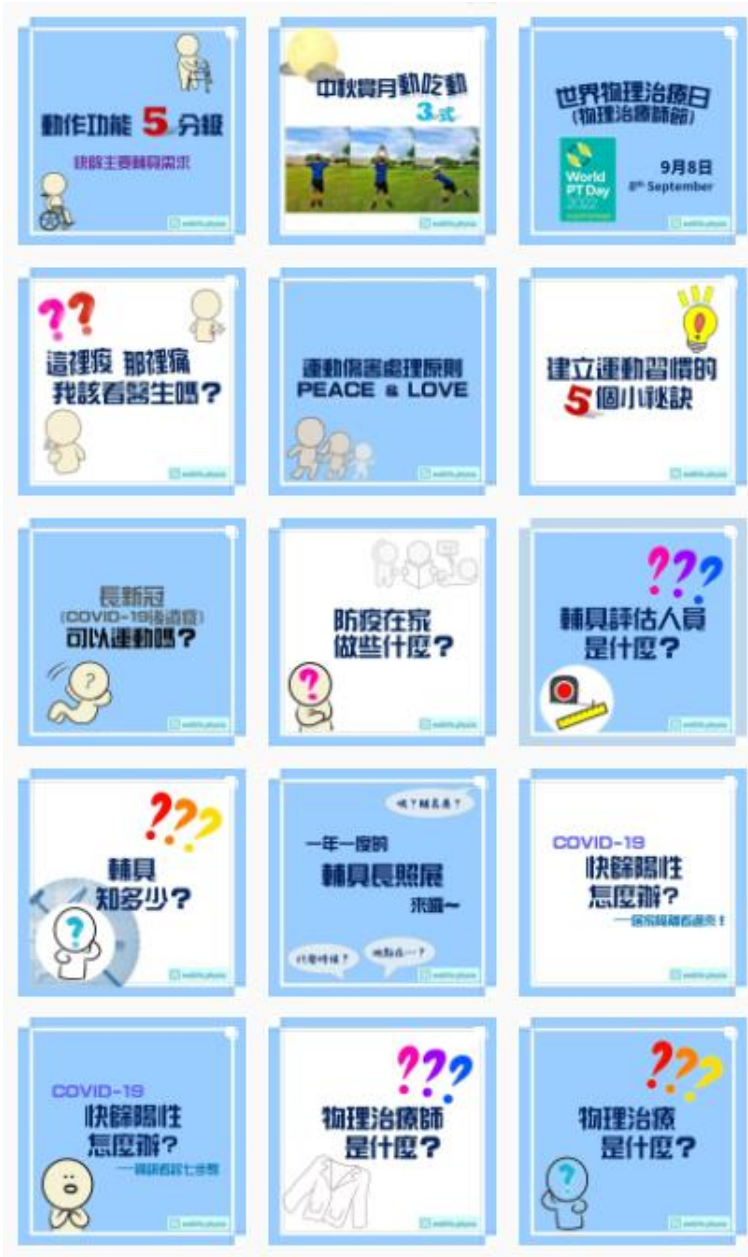 動作功能 5 分級
快篩主要輔具需求
中秋賞月動吃動
3式
世界物理治療日
(物理治療師節)
World
PT Day
2022
9月8日
8th September
??
這裡痠 那裡痛
我該看醫生嗎?
運動傷害處理原則
PEACE & LOVE
建立運動習慣的
5個小祕訣
長新冠
(COVID-19後遺症)
可以運動嗎?
?
防疫在家
做些什麼?
?
???
輔具評估人員
是什麼?
???
輔具
知多少?
?
一年一度的
輔具長照展
來囉~
什麼時候?
COVID-19
快篩陽性
怎麼辦?
COVID-19
快篩陽性
怎麼辦?
???
物理治療師
是什麼?
???
物理治療
是什麼?
?